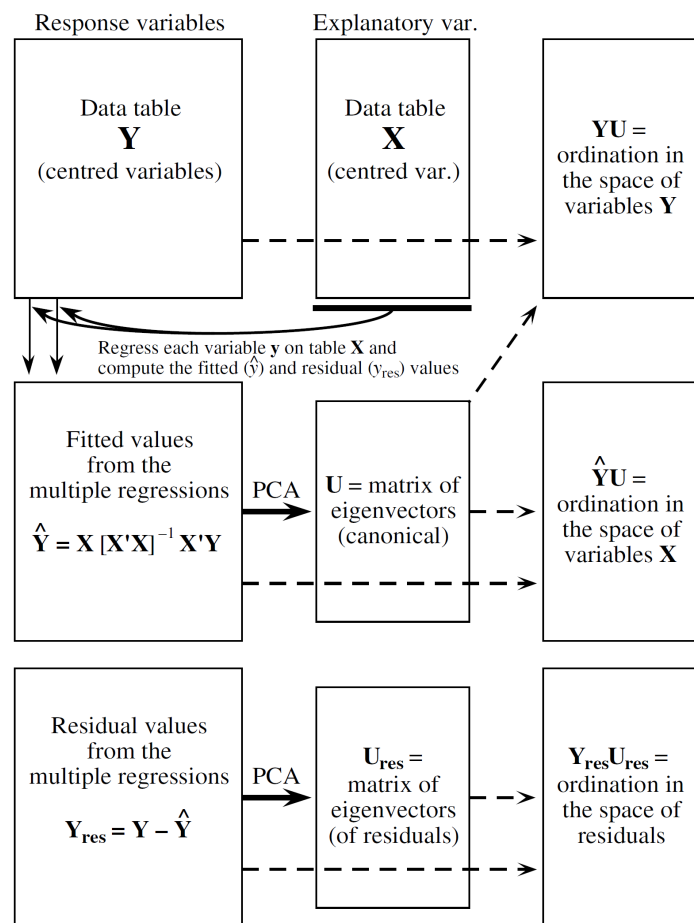 Response variables
Explanatory var.
Data table
Y
(centred variables)
Data table
X
(centred var.)
YU =
ordination in
the space of
variables Y
Regress each variable y on table X and
compute the fitted (ŷ) and residual (y_res) values
Fitted values
from the
multiple regressions
Ŷ = X [X'X]⁻¹ X'Y
PCA
U = matrix of
eigenvectors
(canonical)
ŶU =
ordination in
the space of
variables X
Residual values
from the
multiple regressions
Y_res = Y – Ŷ
PCA
U_res =
matrix of
eigenvectors
(of residuals)
Y_resU_res =
ordination in
the space of
residuals